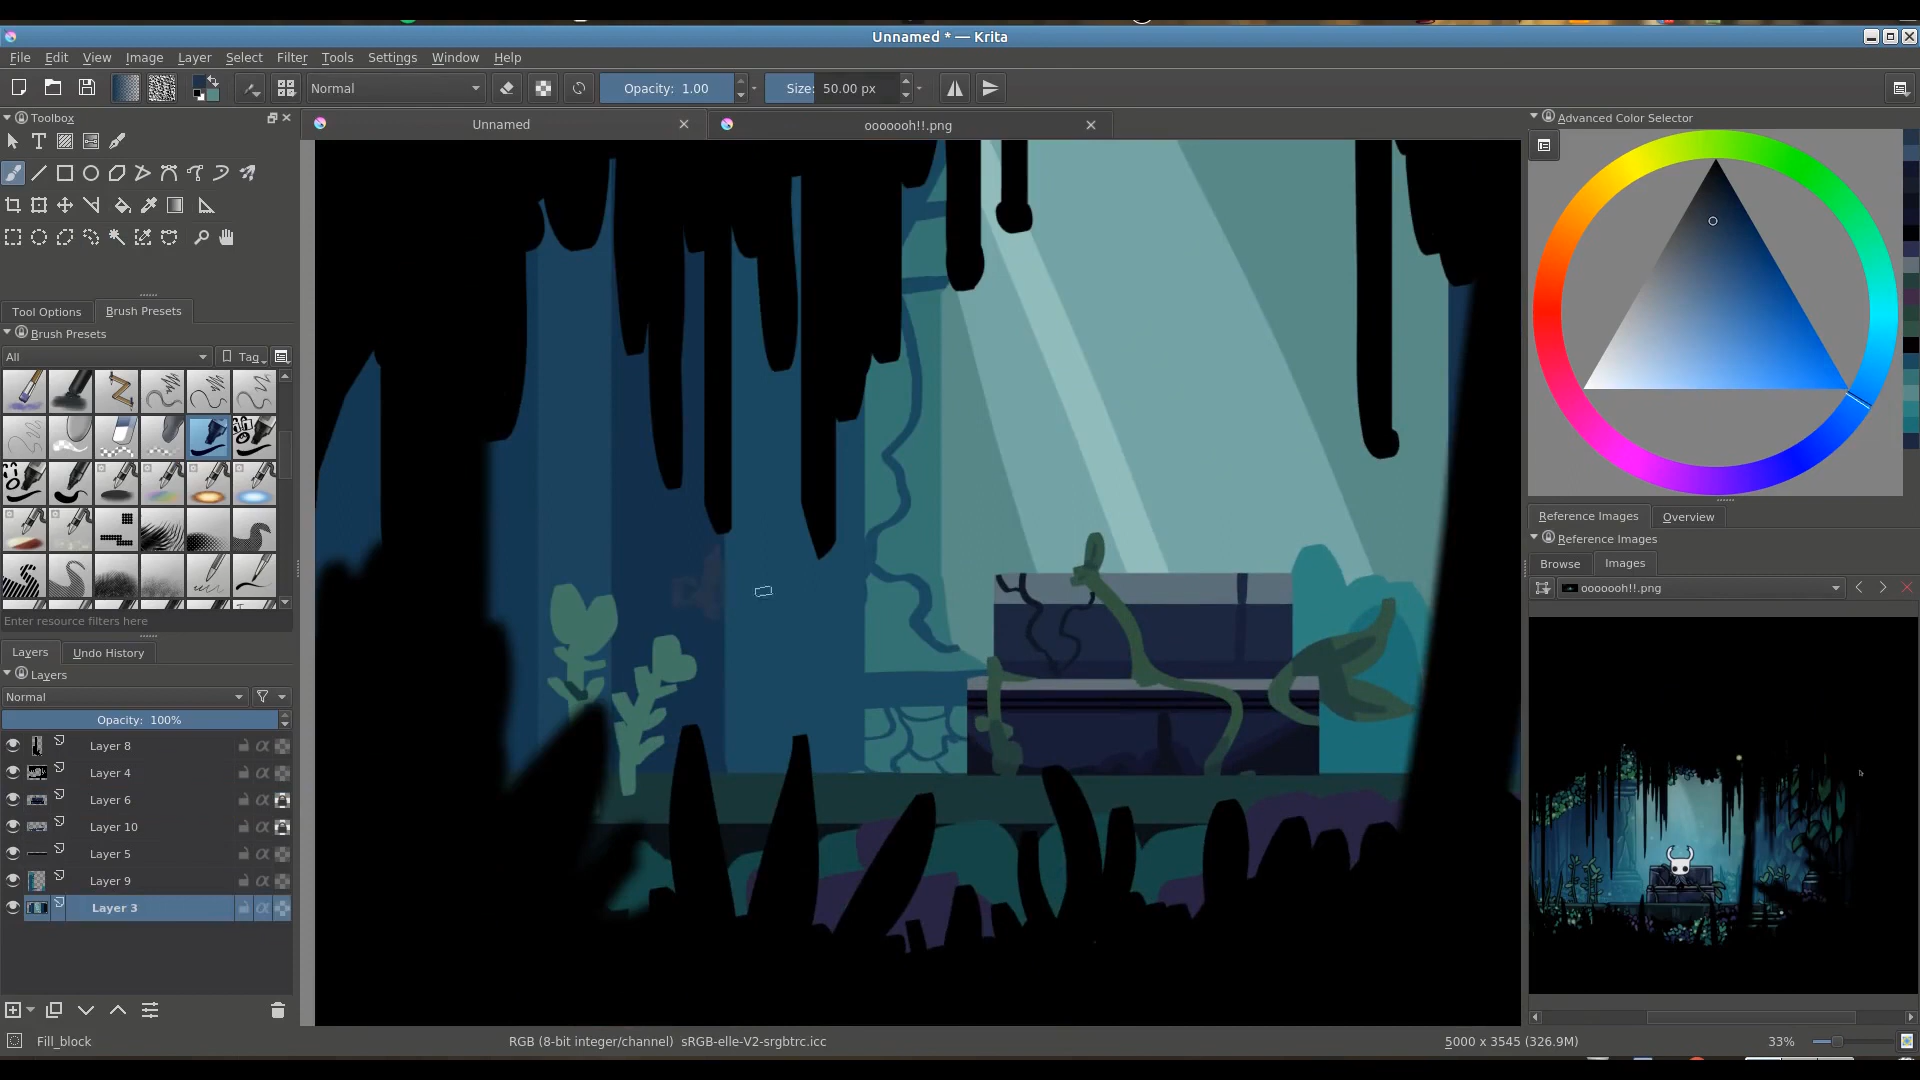 Unnamed * — Krita
File Edit View Image Layer Select Filter Tools Settings Window Help
Normal Opacity: 1.00 Size: 50.00 px
Toolbox
Unnamed
ooooooh!!.png
Advanced Color Selector
Tool Options Brush Presets
Brush Presets
All Tag
Enter resource filters here
Layers Undo History
Layers
Normal
Opacity: 100%
Layer 8
Layer 4
Layer 6
Layer 10
Layer 5
Layer 9
Layer 3
Reference Images Overview
Reference Images
Browse Images
ooooooh!!.png
Fill_block
RGB (8-bit integer/channel) sRGB-elle-V2-srgbtrc.icc
5000 x 3545 (326.9M)
33%